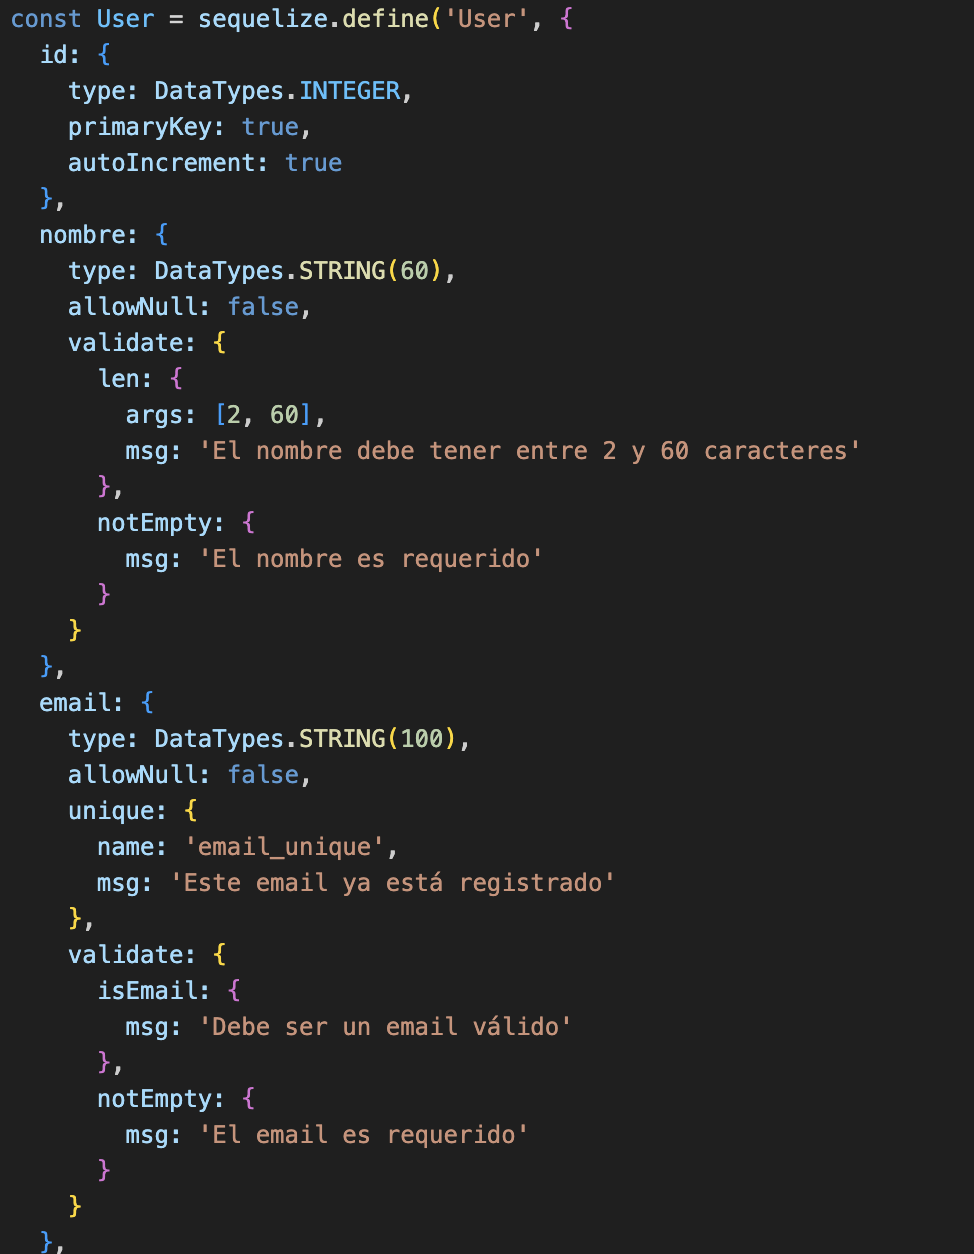 const User = sequelize.define('User', {
  id: {
    type: DataTypes.INTEGER,
    primaryKey: true,
    autoIncrement: true
  },
  nombre: {
    type: DataTypes.STRING(60),
    allowNull: false,
    validate: {
      len: {
        args: [2, 60],
        msg: 'El nombre debe tener entre 2 y 60 caracteres'
      },
      notEmpty: {
        msg: 'El nombre es requerido'
      }
    }
  },
  email: {
    type: DataTypes.STRING(100),
    allowNull: false,
    unique: {
      name: 'email_unique',
      msg: 'Este email ya está registrado'
    },
    validate: {
      isEmail: {
        msg: 'Debe ser un email válido'
      },
      notEmpty: {
        msg: 'El email es requerido'
      }
    }
  },